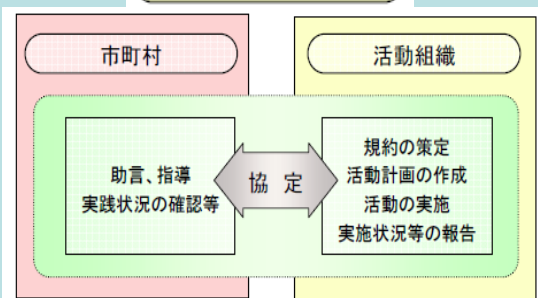 市町村
活動組織
助言、指導
実践状況の確認等
協定
規約の策定
活動計画の作成
活動の実施
実施状況等の報告